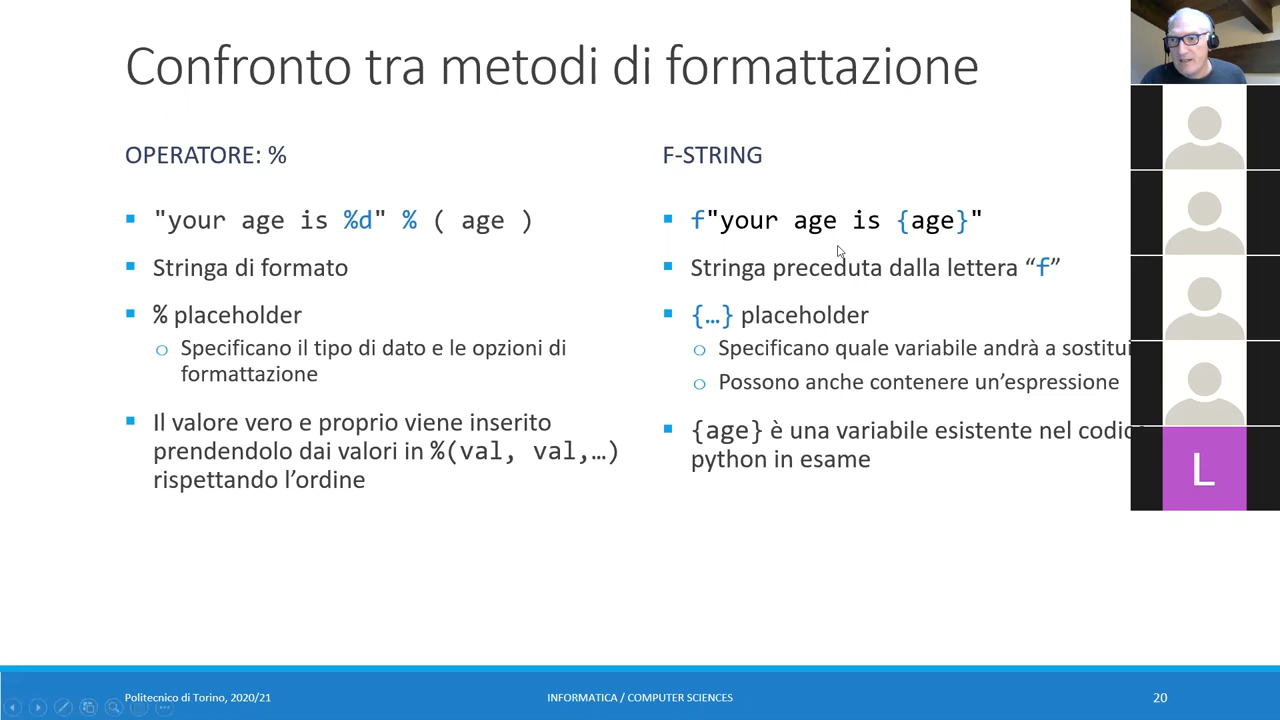 Confronto tra metodi di formattazione
OPERATORE: %
"your age is %d" % ( age )
Stringa di formato
% placeholder
Specificano il tipo di dato e le opzioni di
formattazione
Il valore vero e proprio viene inserito
prendendolo dai valori in %(val, val,…)
rispettando l’ordine
F-STRING
f"your age is {age}"
Stringa preceduta dalla lettera “f”
{…} placeholder
Specificano quale variabile andrà a
Possono anche contenere un’espressione
{age} è una variabile esistente nel
python in esame
L
Politecnico di Torino, 2020/21
INFORMATICA / COMPUTER SCIENCES
20